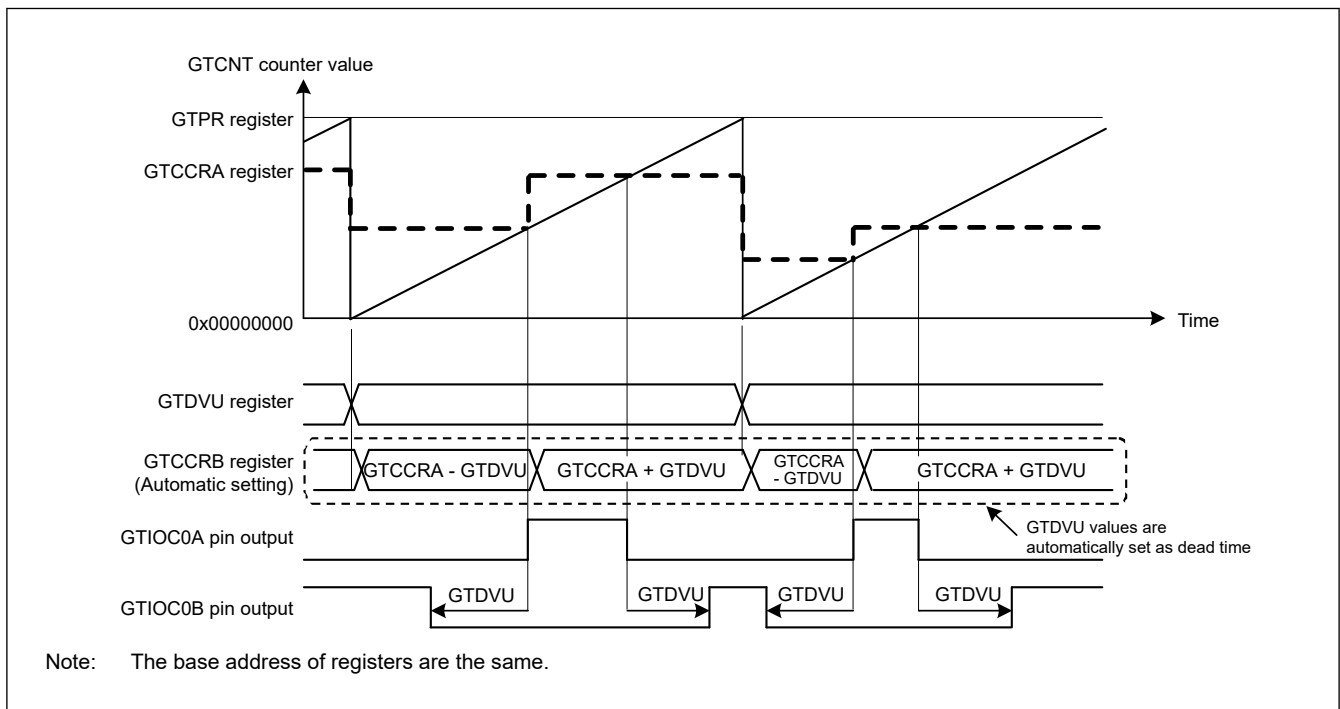 GTCNT counter value
GTPR register
GTCCRA register
0x00000000
Time
GTDVU register
GTCCRB register
(Automatic setting)
GTCCRA - GTDVU
GTCCRA + GTDVU
GTCCRA
- GTDVU
GTCCRA + GTDVU
GTDVU values are
automatically set as dead time
GTIOC0A pin output
GTIOC0B pin output
GTDVU
GTDVU
GTDVU
GTDVU
Note: The base address of registers are the same.